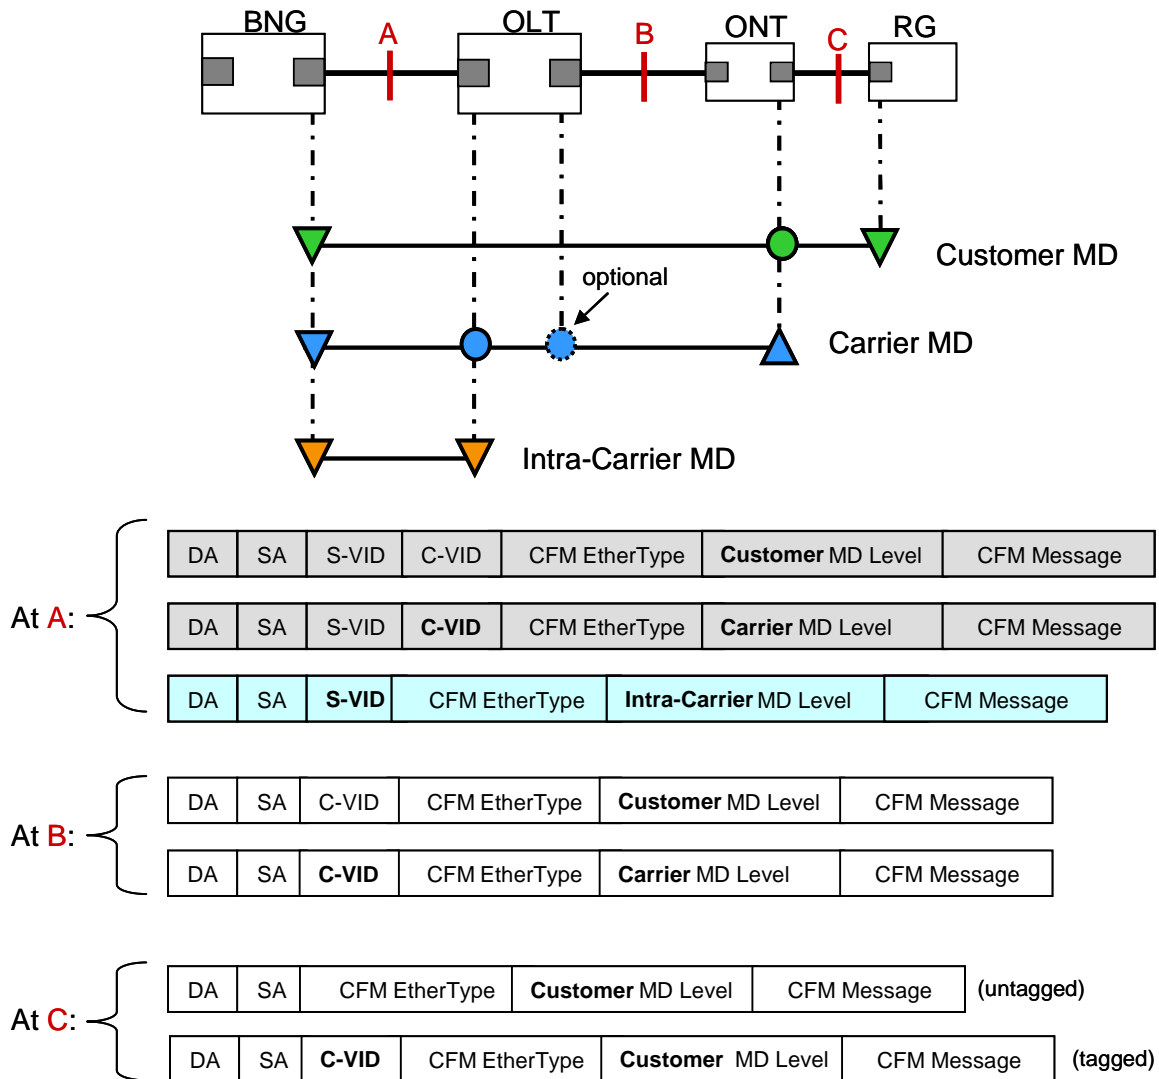 BNG A OLT B ONT C RG
Customer MD
optional
Carrier MD
Intra-Carrier MD
DA SA S-VID C-VID CFM EtherType Customer MD Level CFM Message
At A:
DA SA S-VID C-VID CFM EtherType Carrier MD Level CFM Message
DA SA S-VID CFM EtherType Intra-Carrier MD Level CFM Message
DA SA C-VID CFM EtherType Customer MD Level CFM Message
At B:
DA SA C-VID CFM EtherType Carrier MD Level CFM Message
DA SA CFM EtherType Customer MD Level CFM Message (untagged)
At C:
DA SA C-VID CFM EtherType Customer MD Level CFM Message (tagged)